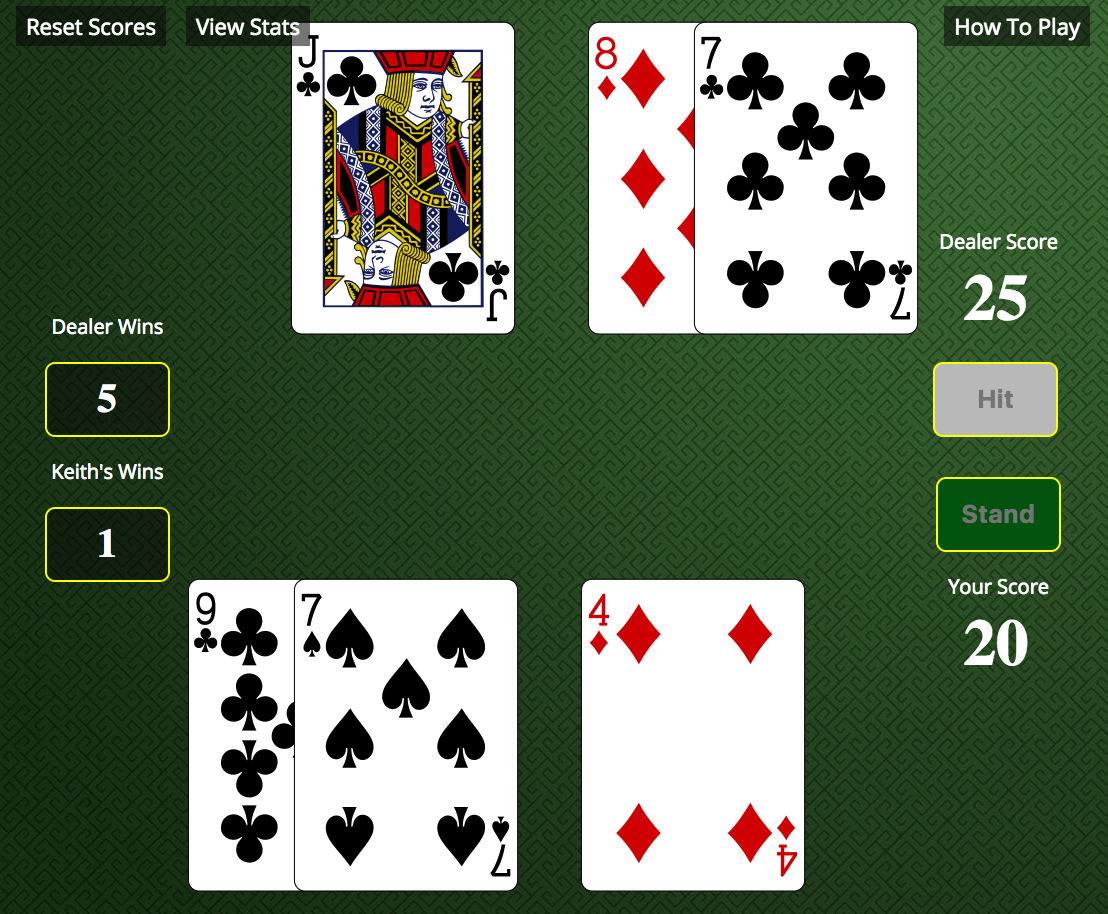 Reset Scores
View Stats
How To Play
J
J
8
7
7
Dealer Score
25
Dealer Wins
5
Hit
Keith's Wins
1
Stand
Your Score
20
9
7
7
4
4